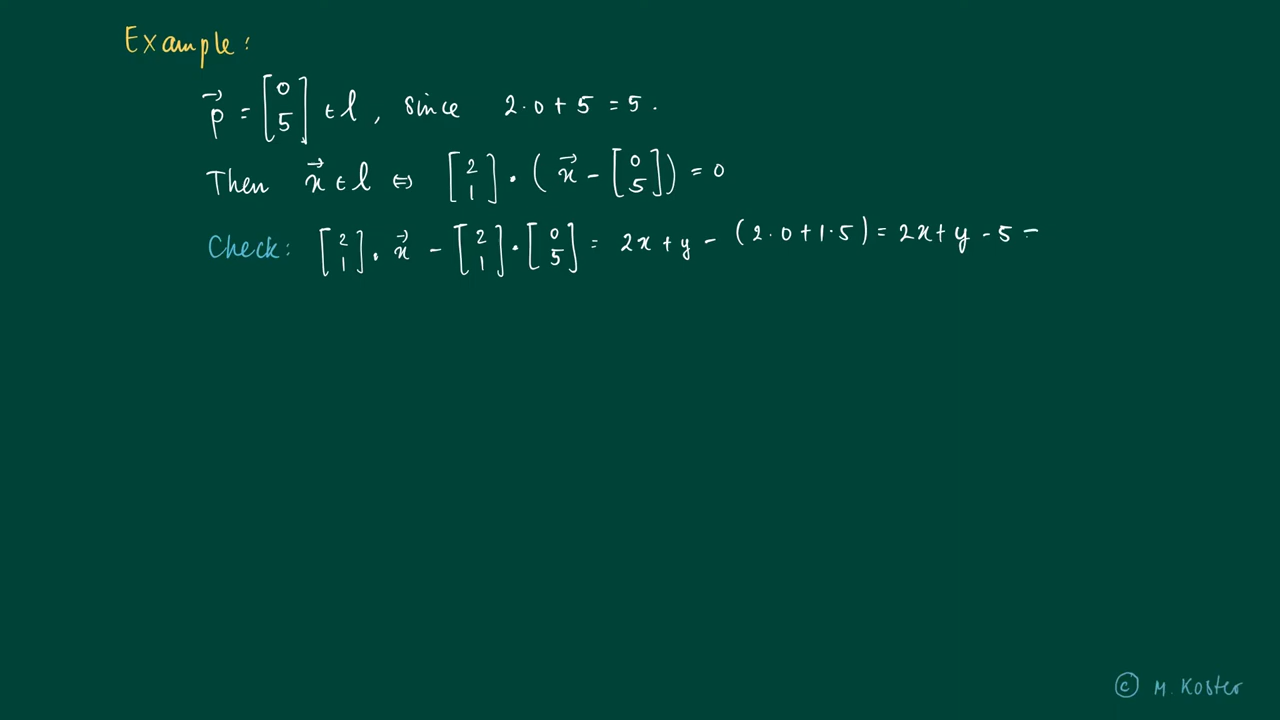 Example:
p⃗ = [0 5] ∈ l, since 2·0 + 5 = 5.
Then x⃗ ∈ l ⇔ [2 1] · (x⃗ − [0 5]) = 0
Check: [2 1] · x⃗ − [2 1] · [0 5] = 2x + y − (2·0 + 1·5) = 2x + y − 5 =
© M. Koster